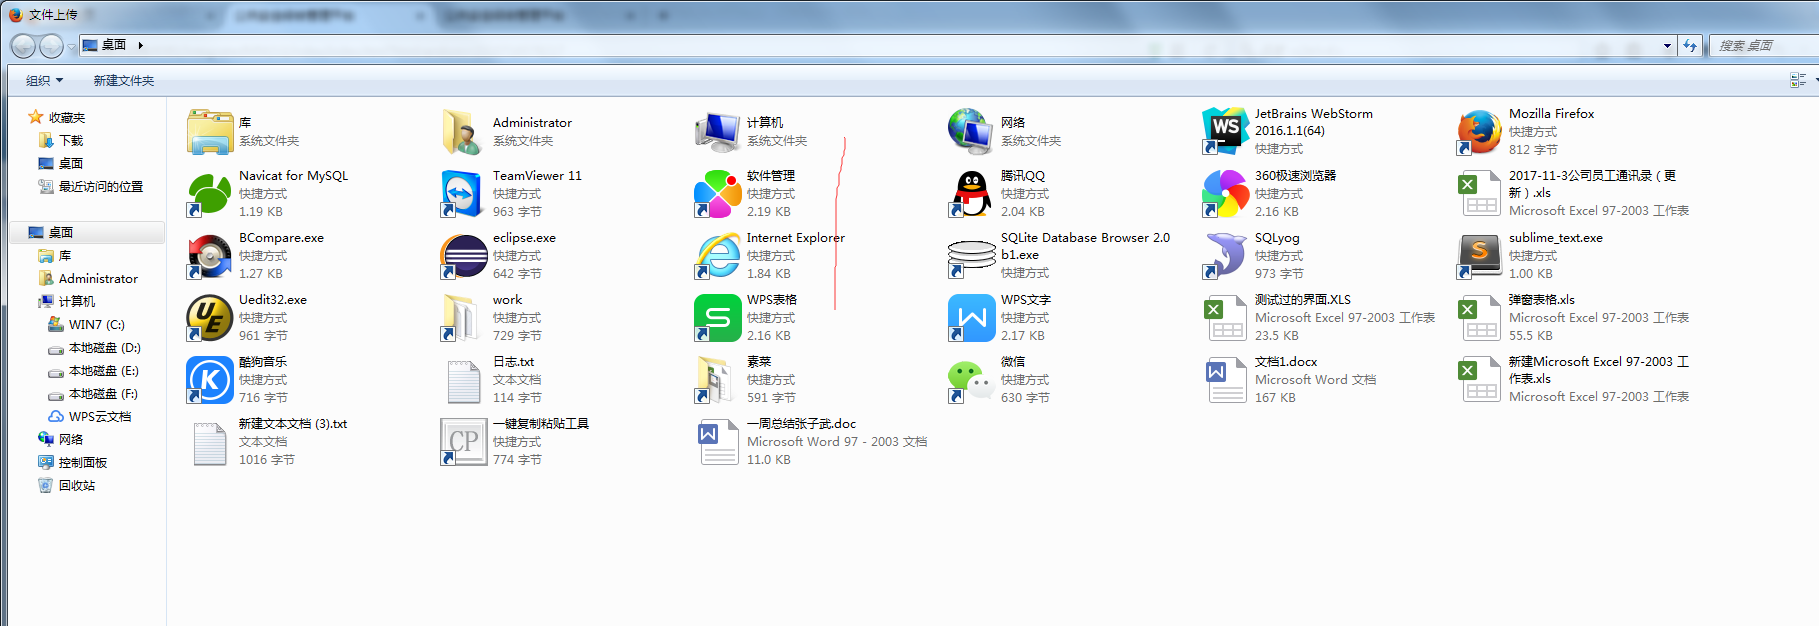 文件上传
桌面
搜索 桌面
组织
新建文件夹
收藏夹
下载
桌面
最近访问的位置
桌面
库
Administrator
计算机
WIN7 (C:)
本地磁盘 (D:)
本地磁盘 (E:)
本地磁盘 (F:)
WPS云文档
网络
控制面板
回收站
库
系统文件夹
Administrator
系统文件夹
计算机
系统文件夹
网络
系统文件夹
JetBrains WebStorm
2016.1.1(64)
快捷方式
Mozilla Firefox
快捷方式
812 字节
Navicat for MySQL
快捷方式
1.19 KB
TeamViewer 11
快捷方式
963 字节
软件管理
快捷方式
2.19 KB
腾讯QQ
快捷方式
2.04 KB
360极速浏览器
快捷方式
2.16 KB
2017-11-3公司员工通讯录（更
新）.xls
Microsoft Excel 97-2003 工作表
BCompare.exe
快捷方式
1.27 KB
eclipse.exe
快捷方式
642 字节
Internet Explorer
快捷方式
1.84 KB
SQLite Database Browser 2.0
b1.exe
快捷方式
SQLyog
快捷方式
973 字节
sublime_text.exe
快捷方式
1.00 KB
Uedit32.exe
快捷方式
961 字节
work
快捷方式
729 字节
WPS表格
快捷方式
2.16 KB
WPS文字
快捷方式
2.17 KB
测试过的界面.XLS
Microsoft Excel 97-2003 工作表
23.5 KB
弹窗表格.xls
Microsoft Excel 97-2003 工作表
55.5 KB
酷狗音乐
快捷方式
716 字节
日志.txt
文本文档
114 字节
素菜
快捷方式
591 字节
微信
快捷方式
630 字节
文档1.docx
Microsoft Word 文档
167 KB
新建Microsoft Excel 97-2003 工
作表.xls
Microsoft Excel 97-2003 工作表
新建文本文档 (3).txt
文本文档
1016 字节
一键复制粘贴工具
快捷方式
774 字节
一周总结张子武.doc
Microsoft Word 97 - 2003 文档
11.0 KB